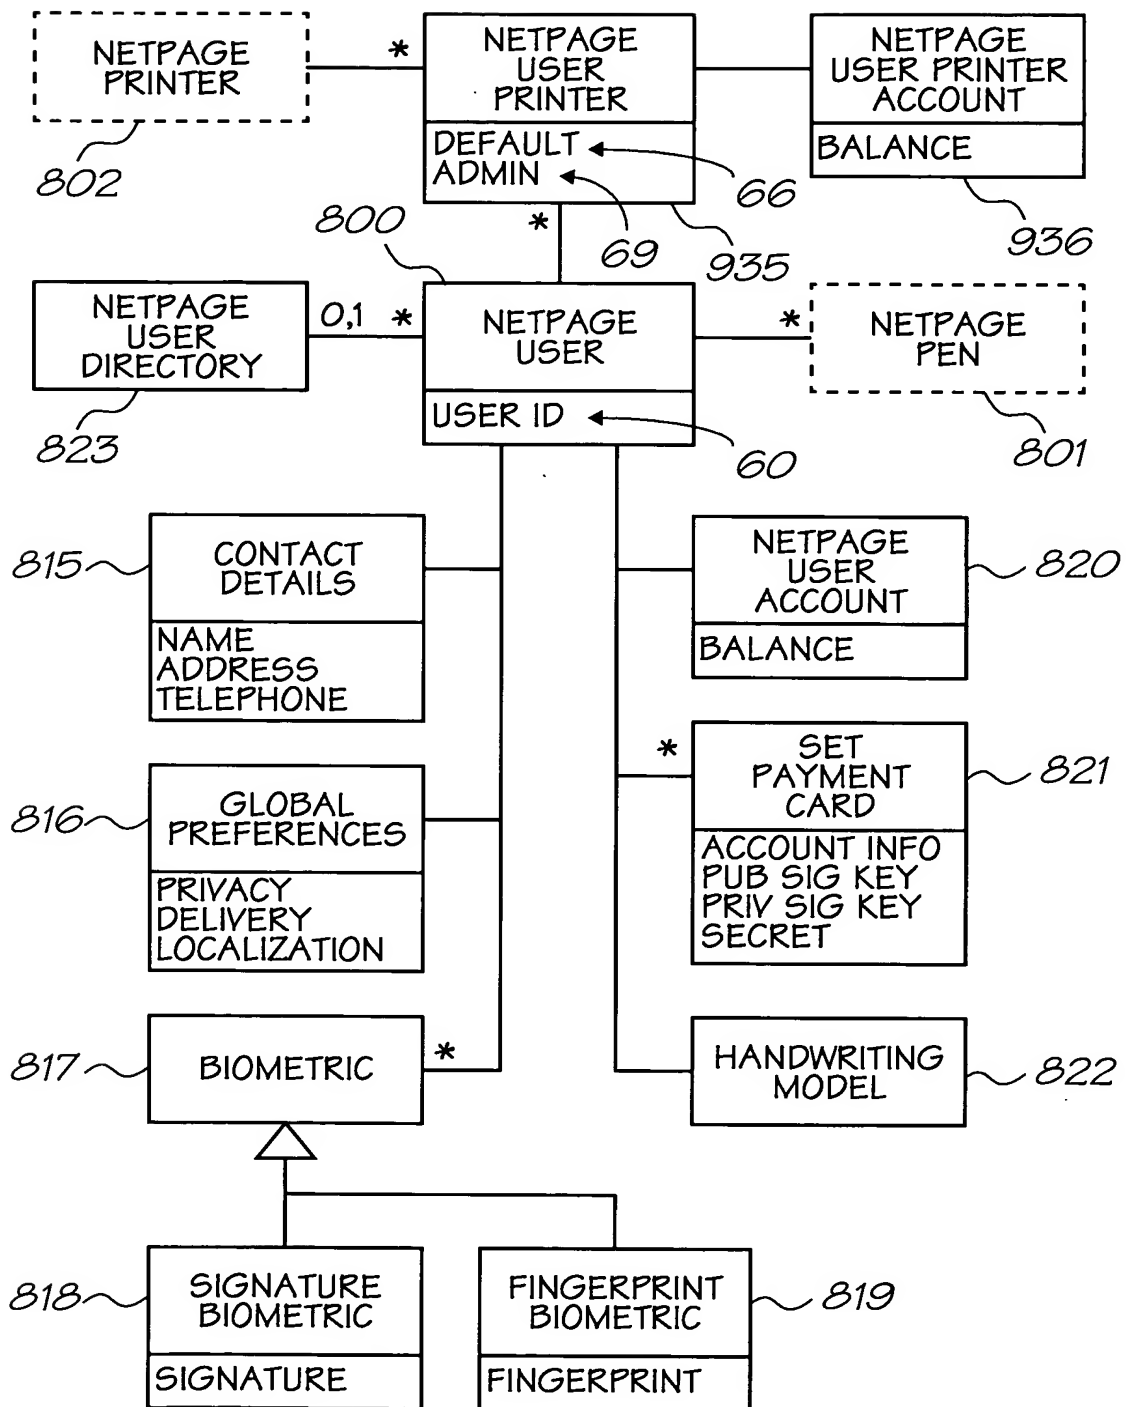 NETPAGE
PRINTER
802
*
NETPAGE
USER
PRINTER
DEFAULT
ADMIN
66
69
935
NETPAGE
USER PRINTER
ACCOUNT
BALANCE
936
*
800
NETPAGE
USER
DIRECTORY
823
0,1 *
NETPAGE
USER
USER ID
60
*
NETPAGE
PEN
801
815
CONTACT
DETAILS
NAME
ADDRESS
TELEPHONE
NETPAGE
USER
ACCOUNT
BALANCE
820
816
GLOBAL
PREFERENCES
PRIVACY
DELIVERY
LOCALIZATION
*
SET
PAYMENT
CARD
ACCOUNT INFO
PUB SIG KEY
PRIV SIG KEY
SECRET
821
817
BIOMETRIC
*
HANDWRITING
MODEL
822
818
SIGNATURE
BIOMETRIC
SIGNATURE
FINGERPRINT
BIOMETRIC
FINGERPRINT
819